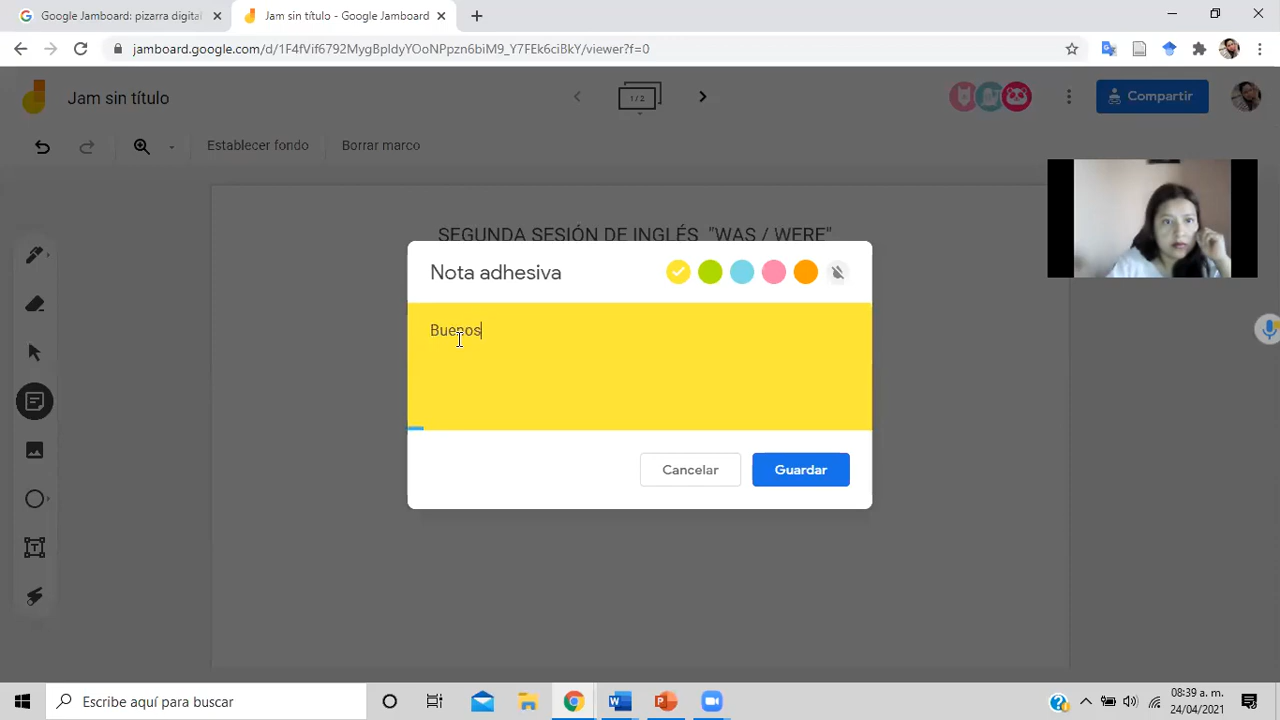 Google Jamboard: pizarra digital
Jam sin título - Google Jamboard
jamboard.google.com/d/1F4fVif6792MygBpldyYOoNPpzn6biM9_Y7FEk6ciBkY/viewer?f=0
Jam sin título
1 / 2
Compartir
Establecer fondo
Borrar marco
SEGUNDA SESIÓN DE INGLÉS "WAS / WERE"
Nota adhesiva
Buenos
Cancelar
Guardar
Escribe aquí para buscar
08:39 a. m.
24/04/2021